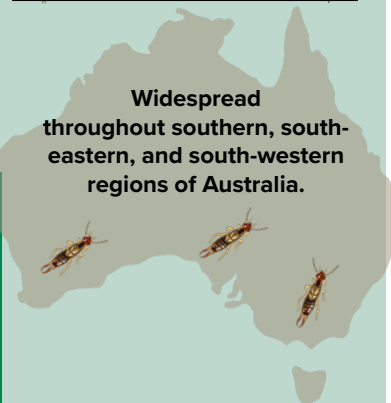 Widespread
throughout southern, south-
eastern, and south-western
regions of Australia.